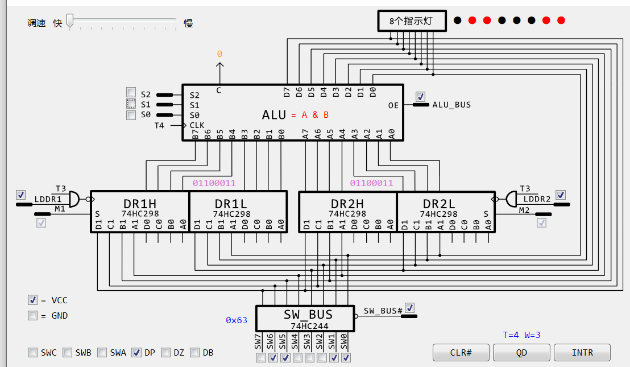 调速 快 慢
8个指示灯
0
C
D7 D6 D5 D4 D3 D2 D1 D0
S2 S2
S1 S1
S0 S0
T4 CLK
ALU = A & B
OE ALU_BUS
B7 B6 B5 B4 B3 B2 B1 B0 A7 A6 A5 A4 A3 A2 A1 A0
01100011 01100011
T3 T3
LDDR1 LDDR2
M1 M2
S DR1H DR1L DR2H DR2L S
74HC298 74HC298
D1 C1 B1 A1 D0 C0 B0 A0 D1 C1 B1 A1 D0 C0 B0 A0 D1 C1 B1 A1 D0 C0 B0 A0 D1 C1 B1 A1 D0 C0 B0 A0
= VCC
= GND
0x63 SW_BUS SW_BUS#
74HC244
SW7 SW6 SW5 SW4 SW3 SW2 SW1 SW0
T=4 W=3
SWC SWB SWA DP DZ DB
CLR# QD INTR